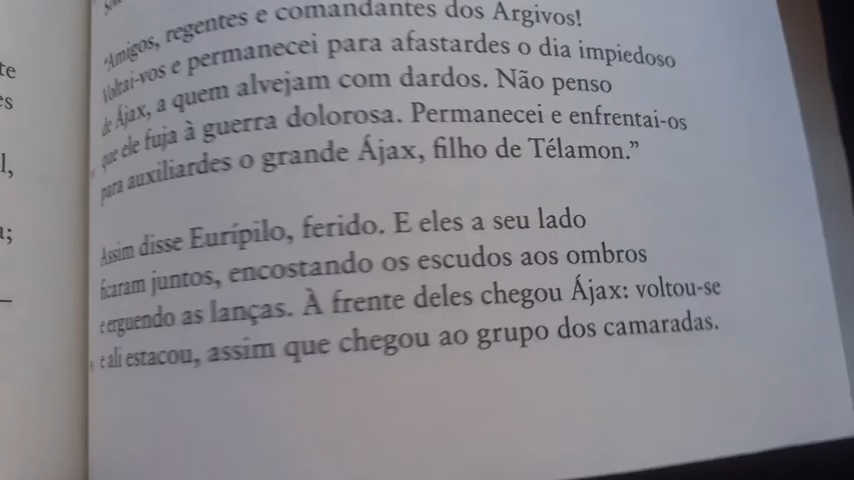 te
es
l,
a;
"Amigos, regentes e comandantes dos Argivos!
Voltai-vos e permanecei para afastardes o dia impiedoso
de Ájax, a quem alvejam com dardos. Não penso
que ele fuja à guerra dolorosa. Permanecei e enfrentai-os
para auxiliardes o grande Ájax, filho de Télamon."
Assim disse Eurípilo, ferido. E eles a seu lado
ficaram juntos, encostando os escudos aos ombros
e erguendo as lanças. À frente deles chegou Ájax: voltou-se
e ali estacou, assim que chegou ao grupo dos camaradas.